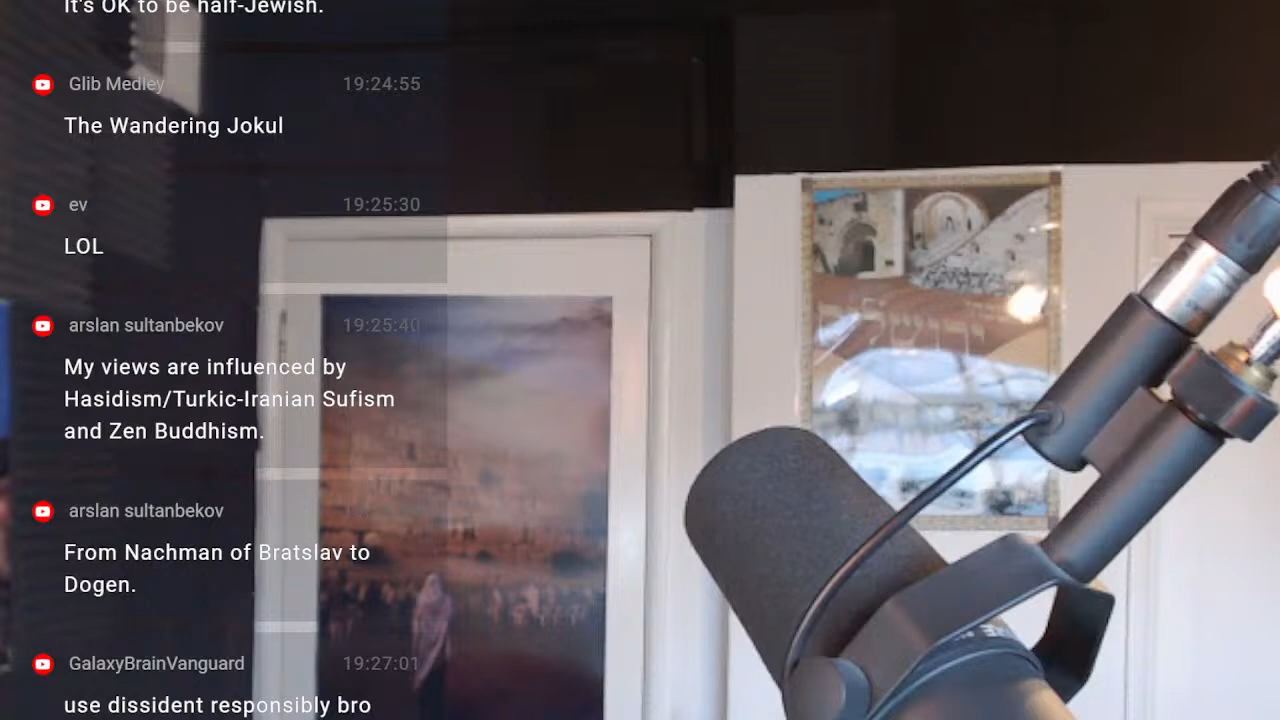 It's OK to be half-Jewish.
Glib Medley 19:24:55
The Wandering Jokul
ev 19:25:30
LOL
arslan sultanbekov 19:25:40
My views are influenced by
Hasidism/Turkic-Iranian Sufism
and Zen Buddhism.
arslan sultanbekov
From Nachman of Bratslav to
Dogen.
GalaxyBrainVanguard 19:27:01
use dissident responsibly bro